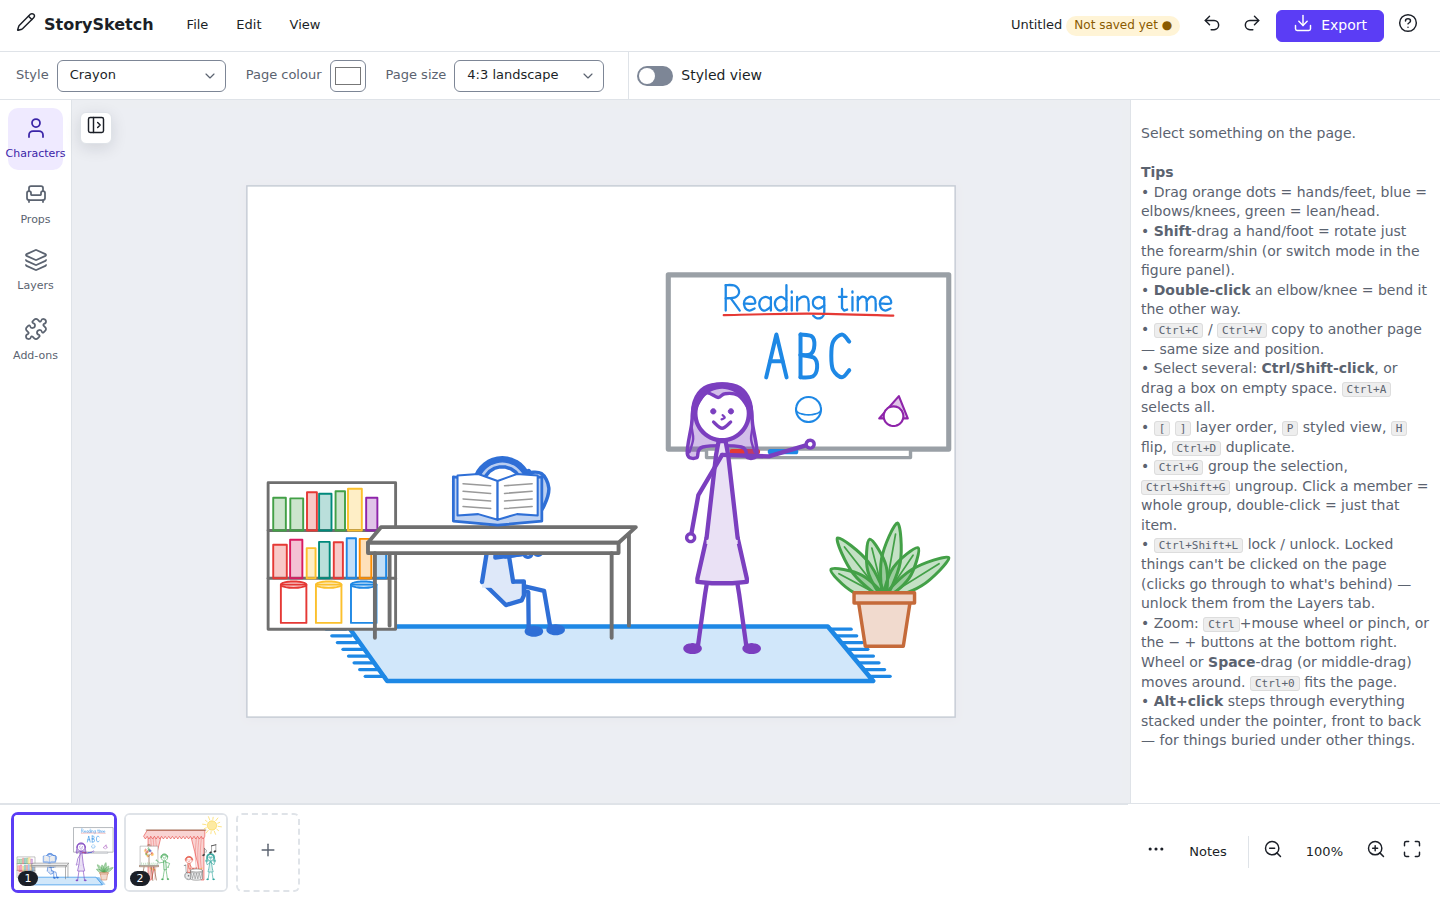 StorySketch
File Edit View
Untitled Not saved yet
Export
Style Crayon Page colour Page size 4:3 landscape Styled view
Characters
Props
Layers
Add-ons
Reading time
ABC
Select something on the page.
Tips
• Drag orange dots = hands/feet, blue =
elbows/knees, green = lean/head.
• Shift-drag a hand/foot = rotate just
the forearm/shin (or switch mode in the
figure panel).
• Double-click an elbow/knee = bend it
the other way.
• Ctrl+C / Ctrl+V copy to another page
— same size and position.
• Select several: Ctrl/Shift-click, or
drag a box on empty space. Ctrl+A
selects all.
• [ ] layer order, P styled view, H
flip, Ctrl+D duplicate.
• Ctrl+G group the selection,
Ctrl+Shift+G ungroup. Click a member =
whole group, double-click = just that
item.
• Ctrl+Shift+L lock / unlock. Locked
things can't be clicked on the page
(clicks go through to what's behind) —
unlock them from the Layers tab.
• Zoom: Ctrl+mouse wheel or pinch, or
the − + buttons at the bottom right.
Wheel or Space-drag (or middle-drag)
moves around. Ctrl+0 fits the page.
• Alt+click steps through everything
stacked under the pointer, front to back
— for things buried under other things.
Reading time
ABC
1
2
Notes
100%